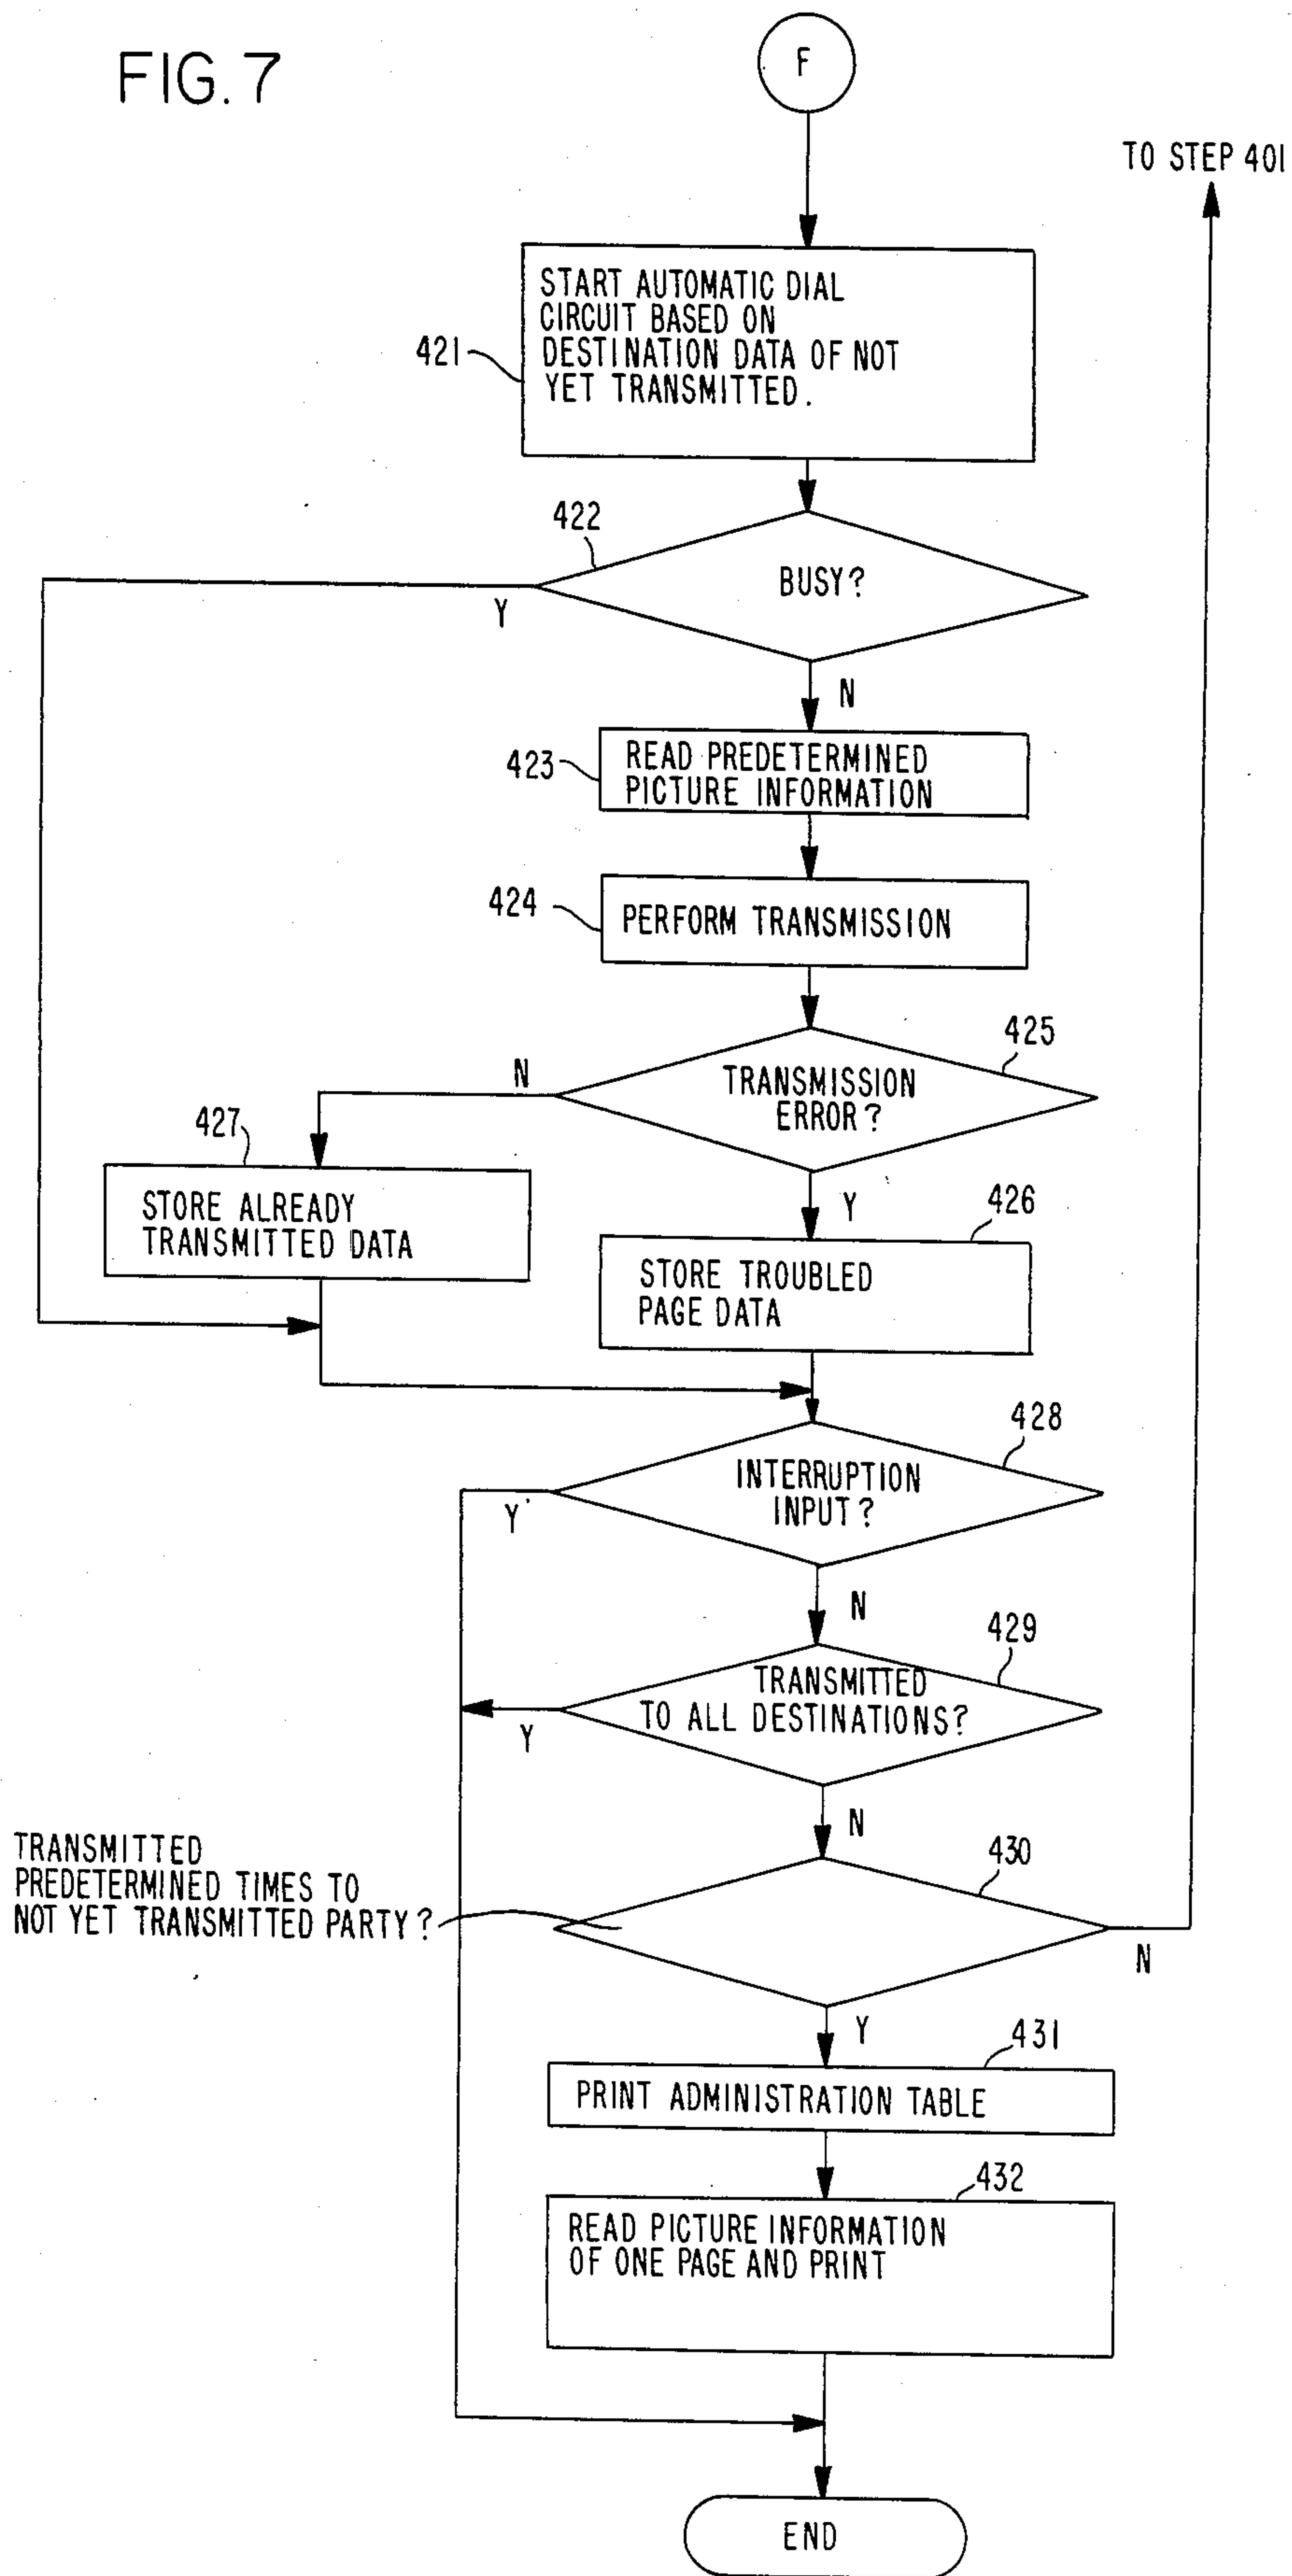 FIG. 7
F
TO STEP 401
START AUTOMATIC DIAL
CIRCUIT BASED ON
DESTINATION DATA OF NOT
YET TRANSMITTED.
421
422
BUSY?
Y
N
423
READ PREDETERMINED
PICTURE INFORMATION
424
PERFORM TRANSMISSION
425
TRANSMISSION
ERROR?
N
Y
427
STORE ALREADY
TRANSMITTED DATA
426
STORE TROUBLED
PAGE DATA
428
INTERRUPTION
INPUT?
Y
N
429
TRANSMITTED
TO ALL DESTINATIONS?
Y
N
TRANSMITTED
PREDETERMINED TIMES TO
NOT YET TRANSMITTED PARTY?
430
N
Y
431
PRINT ADMINISTRATION TABLE
432
READ PICTURE INFORMATION
OF ONE PAGE AND PRINT
END